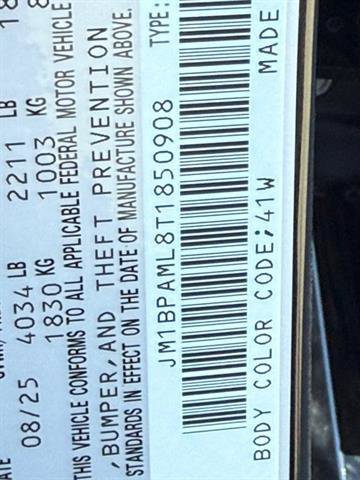 08/25 4034 LB 2211 LB
1830 KG 1003 KG
THIS VEHICLE CONFORMS TO ALL APPLICABLE FEDERAL MOTOR VEHICLE
,BUMPER,AND THEFT PREVENTION
STANDARDS IN EFFECT ON THE DATE OF MANUFACTURE SHOWN ABOVE.
JM1BPAML8T1850908 TYPE:
BODY COLOR CODE;41W MADE